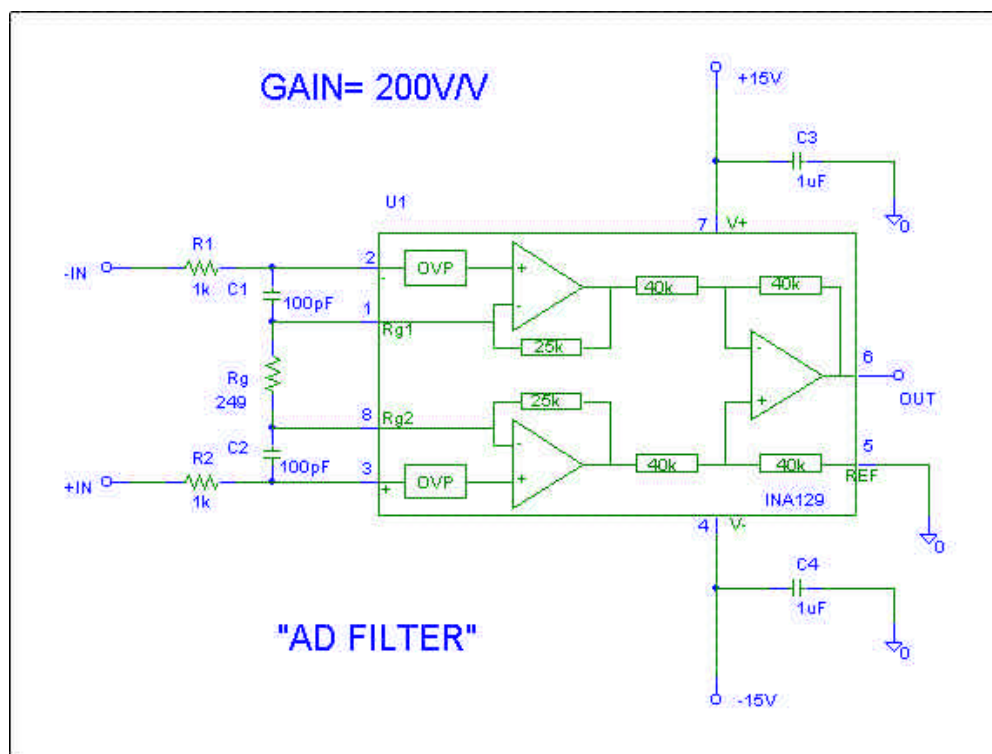 GAIN= 200V/V
+15V
C3
1uF
0
U1
7 V+
R1
-IN
1k
C1
100pF
2
-
OVP
+
-
1
Rg1
25k
40k
40k
-
+
6
OUT
Rg
249
8
Rg2
25k
C2
100pF
R2
+IN
1k
3
+
OVP
-
+
40k
40k
5
REF
INA129
0
4 V-
C4
1uF
0
"AD FILTER"
-15V